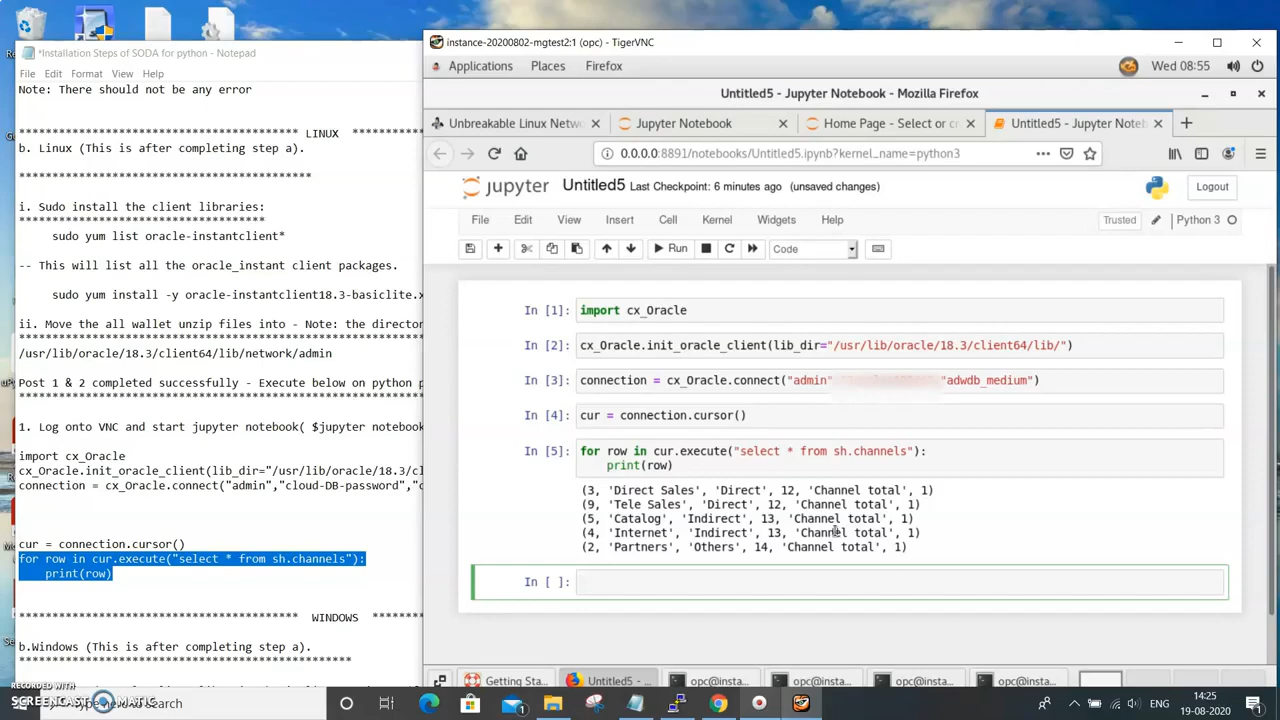 *Installation Steps of SODA for python - Notepad
File Edit Format View Help
Note: There should not be any error
****************************************** LINUX ***********
b. Linux (This is after completing step a).
********************************************
i. Sudo install the client libraries:
*************************************
sudo yum list oracle-instantclient*
-- This will list all the oracle_instant client packages.
sudo yum install -y oracle-instantclient18.3-basiclite.x
ii. Move the all wallet unzip files into - Note: the director
/usr/lib/oracle/18.3/client64/lib/network/admin
Post 1 & 2 completed successfully - Execute below on python p
1. Log onto VNC and start jupyter notebook( $jupyter notebook
import cx_Oracle
cx_Oracle.init_oracle_client(lib_dir="/usr/lib/oracle/18.3/cl
connection = cx_Oracle.connect("admin","cloud-DB-password","
cur = connection.cursor()
for row in cur.execute("select * from sh.channels"):
print(row)
****************************************** WINDOWS ********
b.Windows (This is after completing step a).
**************************************************
instance-20200802-mgtest2:1 (opc) - TigerVNC
Applications Places Firefox Wed 08:55
Untitled5 - Jupyter Notebook - Mozilla Firefox
Unbreakable Linux Netw Jupyter Notebook Home Page - Select or cr Untitled5 - Jupyter Noteb
0.0.0.0:8891/notebooks/Untitled5.ipynb?kernel_name=python3
jupyter Untitled5 Last Checkpoint: 6 minutes ago (unsaved changes) Logout
File Edit View Insert Cell Kernel Widgets Help Trusted Python 3
Run Code
In [1]: import cx_Oracle
In [2]: cx_Oracle.init_oracle_client(lib_dir="/usr/lib/oracle/18.3/client64/lib/")
In [3]: connection = cx_Oracle.connect("admin" "adwdb_medium")
In [4]: cur = connection.cursor()
In [5]: for row in cur.execute("select * from sh.channels"):
print(row)
(3, 'Direct Sales', 'Direct', 12, 'Channel total', 1)
(9, 'Tele Sales', 'Direct', 12, 'Channel total', 1)
(5, 'Catalog', 'Indirect', 13, 'Channel total', 1)
(4, 'Internet', 'Indirect', 13, 'Channel total', 1)
(2, 'Partners', 'Others', 14, 'Channel total', 1)
In [ ]:
Getting Sta... Untitled5 - ... opc@insta... opc@insta... opc@insta... opc@insta...
RECORDED WITH
SCREENCAST MATIC
here to search
14:25
19-08-2020